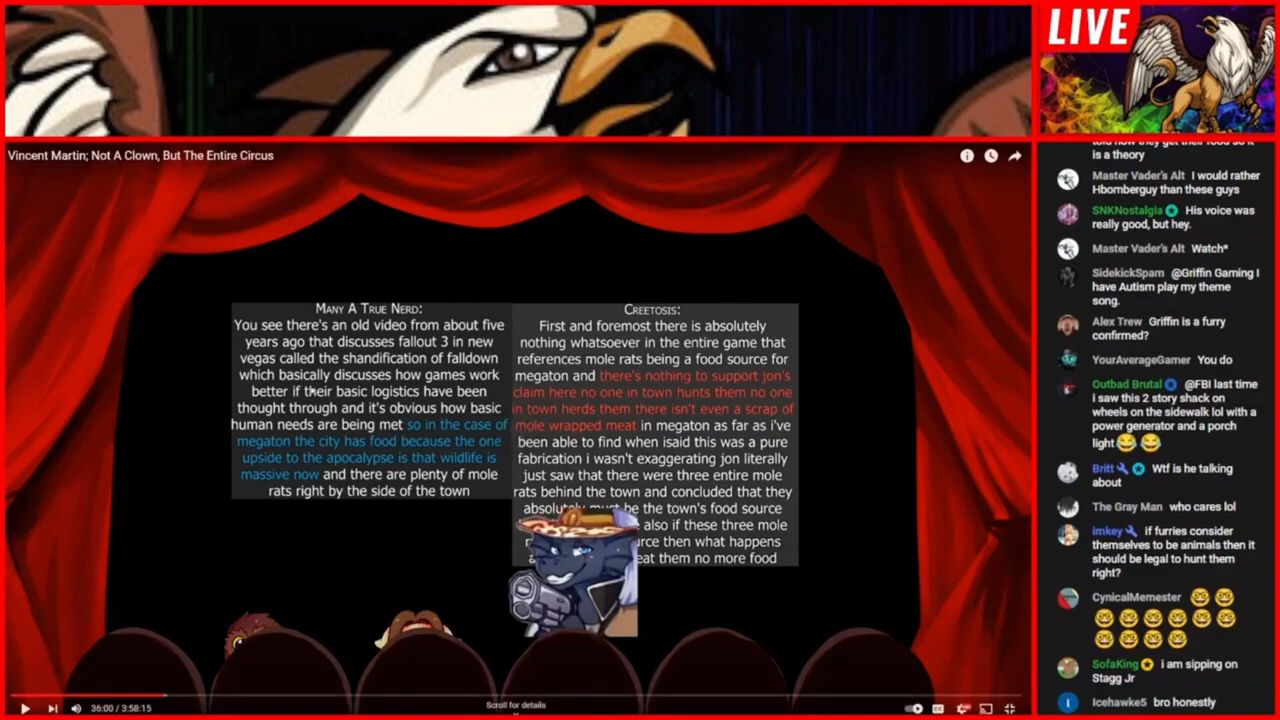 LIVE
Vincent Martin; Not A Clown, But The Entire Circus
MANY A TRUE NERD:
You see there's an old video from about five
years ago that discusses fallout 3 in new
vegas called the shandification of falldown
which basically discusses how games work
better if their basic logistics have been
thought through and it's obvious how basic
human needs are being met so in the case of
megaton the city has food because the one
upside to the apocalypse is that wildlife is
massive now and there are plenty of mole
rats right by the side of the town
CREETOSIS:
First and foremost there is absolutely
nothing whatsoever in the entire game that
references mole rats being a food source for
megaton and there's nothing to support jon's
claim here no one in town hunts them no one
in town herds them there isn't even a scrap of
mole wrapped meat in megaton as far as i've
been able to find when isaid this was a pure
fabrication i wasn't exaggerating jon literally
just saw that there were three entire mole
rats behind the town and concluded that they
absolutely must be the town's food source
also if these three mole
then what happens
eat them no more food
36:00 / 3:58:15
Scroll for details
told how they get their food so it
is a theory
Master Vader's Alt I would rather
Hbomberguy than these guys
SNKNostalgia His voice was
really good, but hey.
Master Vader's Alt Watch*
SidekickSpam @Griffin Gaming I
have Autism play my theme
song.
Alex Trew Griffin is a furry
confirmed?
YourAverageGamer You do
Outbad Brutal @FBI last time
i saw this 2 story shack on
wheels on the sidewalk lol with a
power generator and a porch
light😂 😂
Britt Wtf is he talking
about
The Gray Man who cares lol
imkey if furries consider
themselves to be animals then it
should be legal to hunt them
right?
CynicalMemester 🤓 🤓
🤓 🤓 🤓 🤓 🤓
🤓 🤓 🤓 🤓
SofaKing i am sipping on
Stagg Jr
Icehawke5 bro honestly